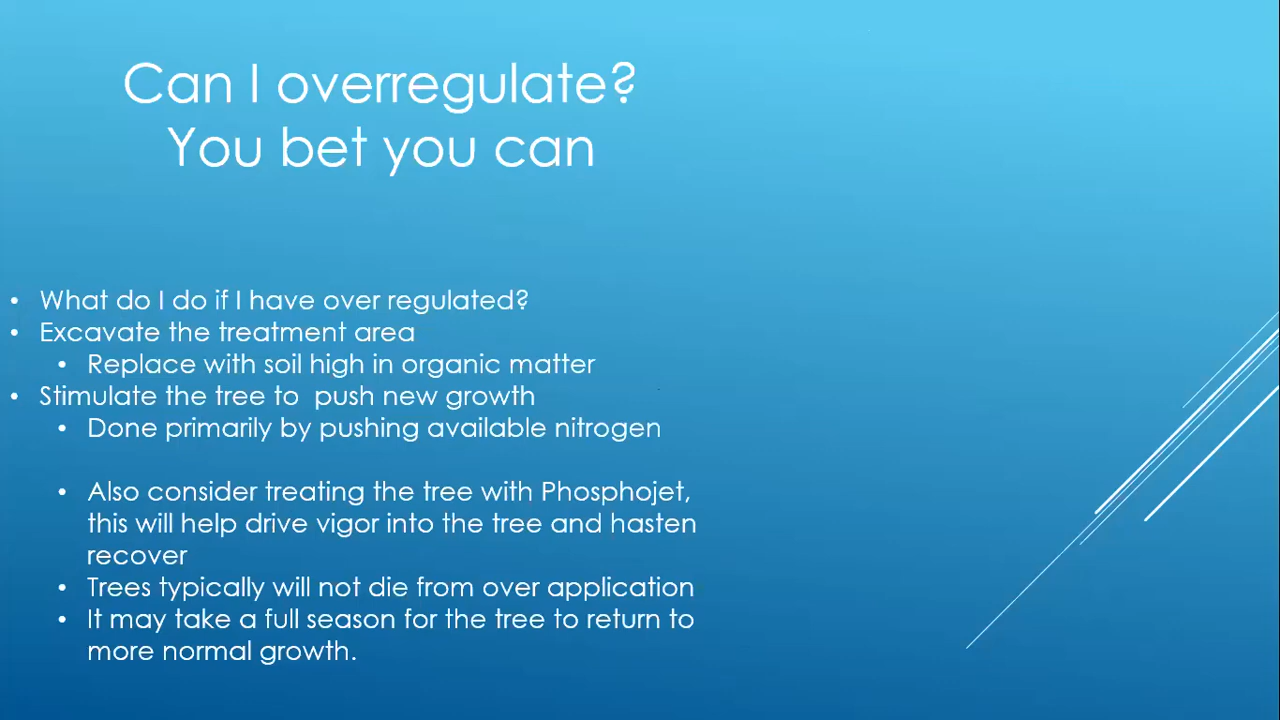 Can I overregulate?
You bet you can
• What do I do if I have over regulated?
• Excavate the treatment area
• Replace with soil high in organic matter
• Stimulate the tree to  push new growth
• Done primarily by pushing available nitrogen
• Also consider treating the tree with Phosphojet,
this will help drive vigor into the tree and hasten
recover
• Trees typically will not die from over application
• It may take a full season for the tree to return to
more normal growth.